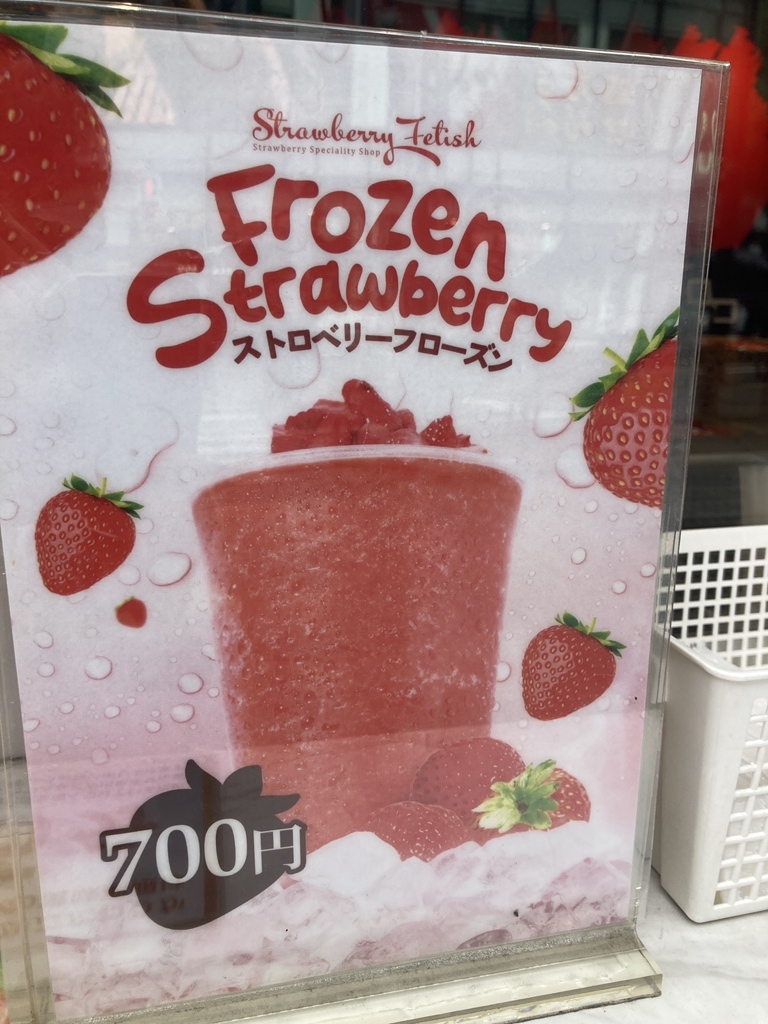 Strawberry Fetish
Strawberry Speciality Shop
Frozen
Strawberry
ストロベリーフローズン
700円